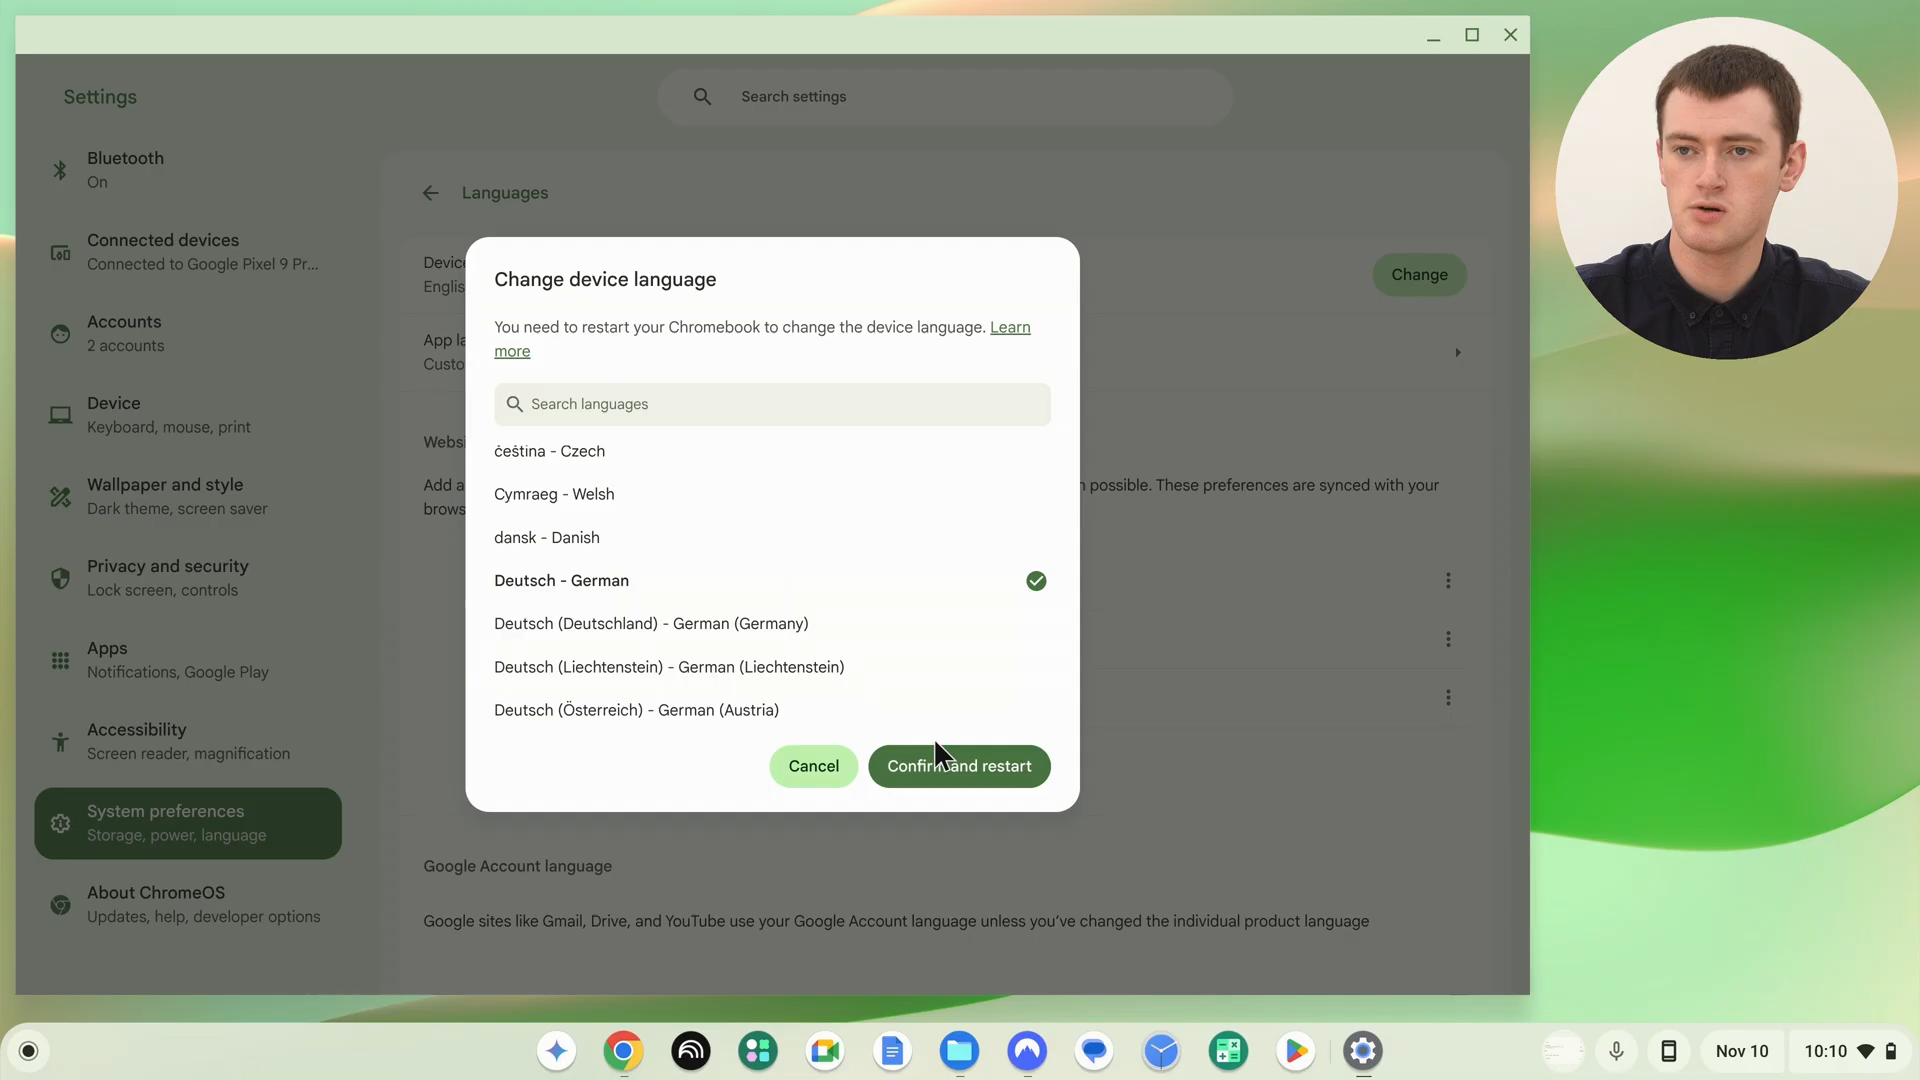 Settings
Search settings
Bluetooth
On
Connected devices
Connected to Google Pixel 9 Pr...
Accounts
2 accounts
Device
Keyboard, mouse, print
Wallpaper and style
Dark theme, screen saver
Privacy and security
Lock screen, controls
Apps
Notifications, Google Play
Accessibility
Screen reader, magnification
System preferences
Storage, power, language
About ChromeOS
Updates, help, developer options
Languages
Change
Change device language
You need to restart your Chromebook to change the device language. Learn
more
Search languages
čeština - Czech
Cymraeg - Welsh
dansk - Danish
Deutsch - German
Deutsch (Deutschland) - German (Germany)
Deutsch (Liechtenstein) - German (Liechtenstein)
Deutsch (Österreich) - German (Austria)
Cancel
Confirm and restart
possible. These preferences are synced with your
Google Account language
Google sites like Gmail, Drive, and YouTube use your Google Account language unless you've changed the individual product language
Nov 10
10:10